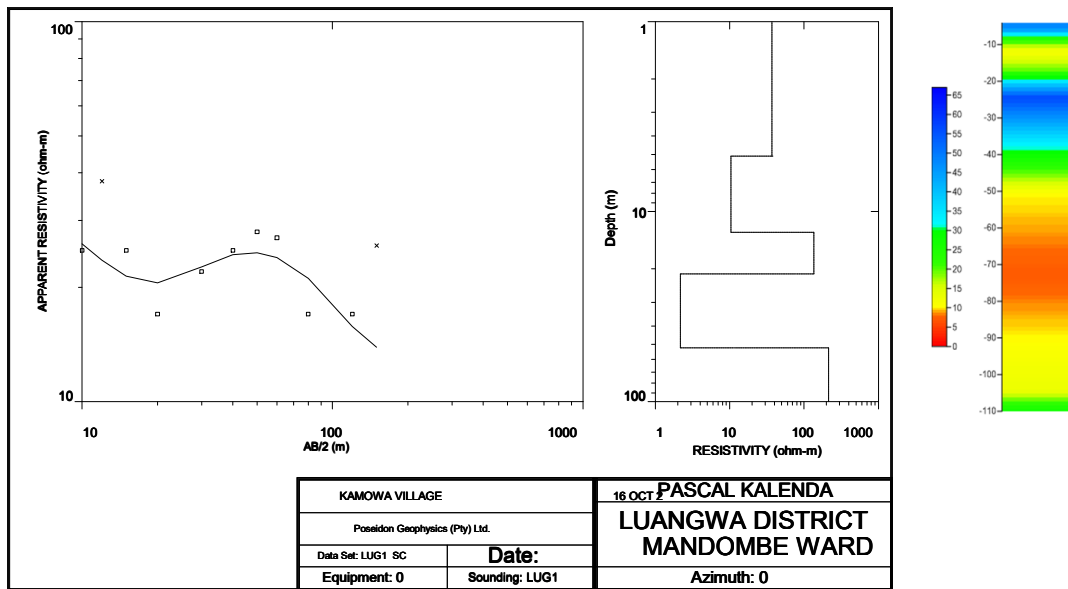 100
10
APPARENT RESISTIVITY (ohm-m)
10
100
1000
AB/2 (m)
1
10
100
Depth (m)
1
10
100
1000
RESISTIVITY (ohm-m)
65
60
55
50
45
40
35
30
25
20
15
10
5
0
-10
-20
-30
-40
-50
-60
-70
-80
-90
-100
-110
KAMOWA VILLAGE
Poseidon Geophysics (Pty) Ltd.
Data Set: LUG1 SC
Date:
Equipment: 0
Sounding: LUG1
16 OCT 2
PASCAL KALENDA
LUANGWA DISTRICT
MANDOMBE WARD
Azimuth: 0